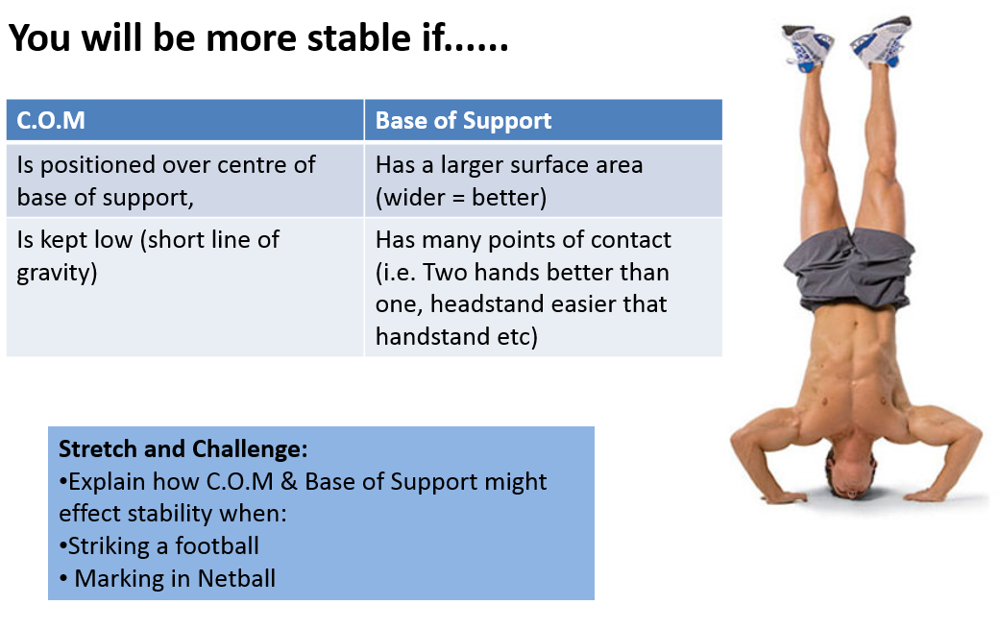 You will be more stable if......
C.O.M
Base of Support
Is positioned over centre of
base of support,
Has a larger surface area
(wider = better)
Is kept low (short line of
gravity)
Has many points of contact
(i.e. Two hands better than
one, headstand easier that
handstand etc)
Stretch and Challenge:
•Explain how C.O.M & Base of Support might
effect stability when:
•Striking a football
• Marking in Netball